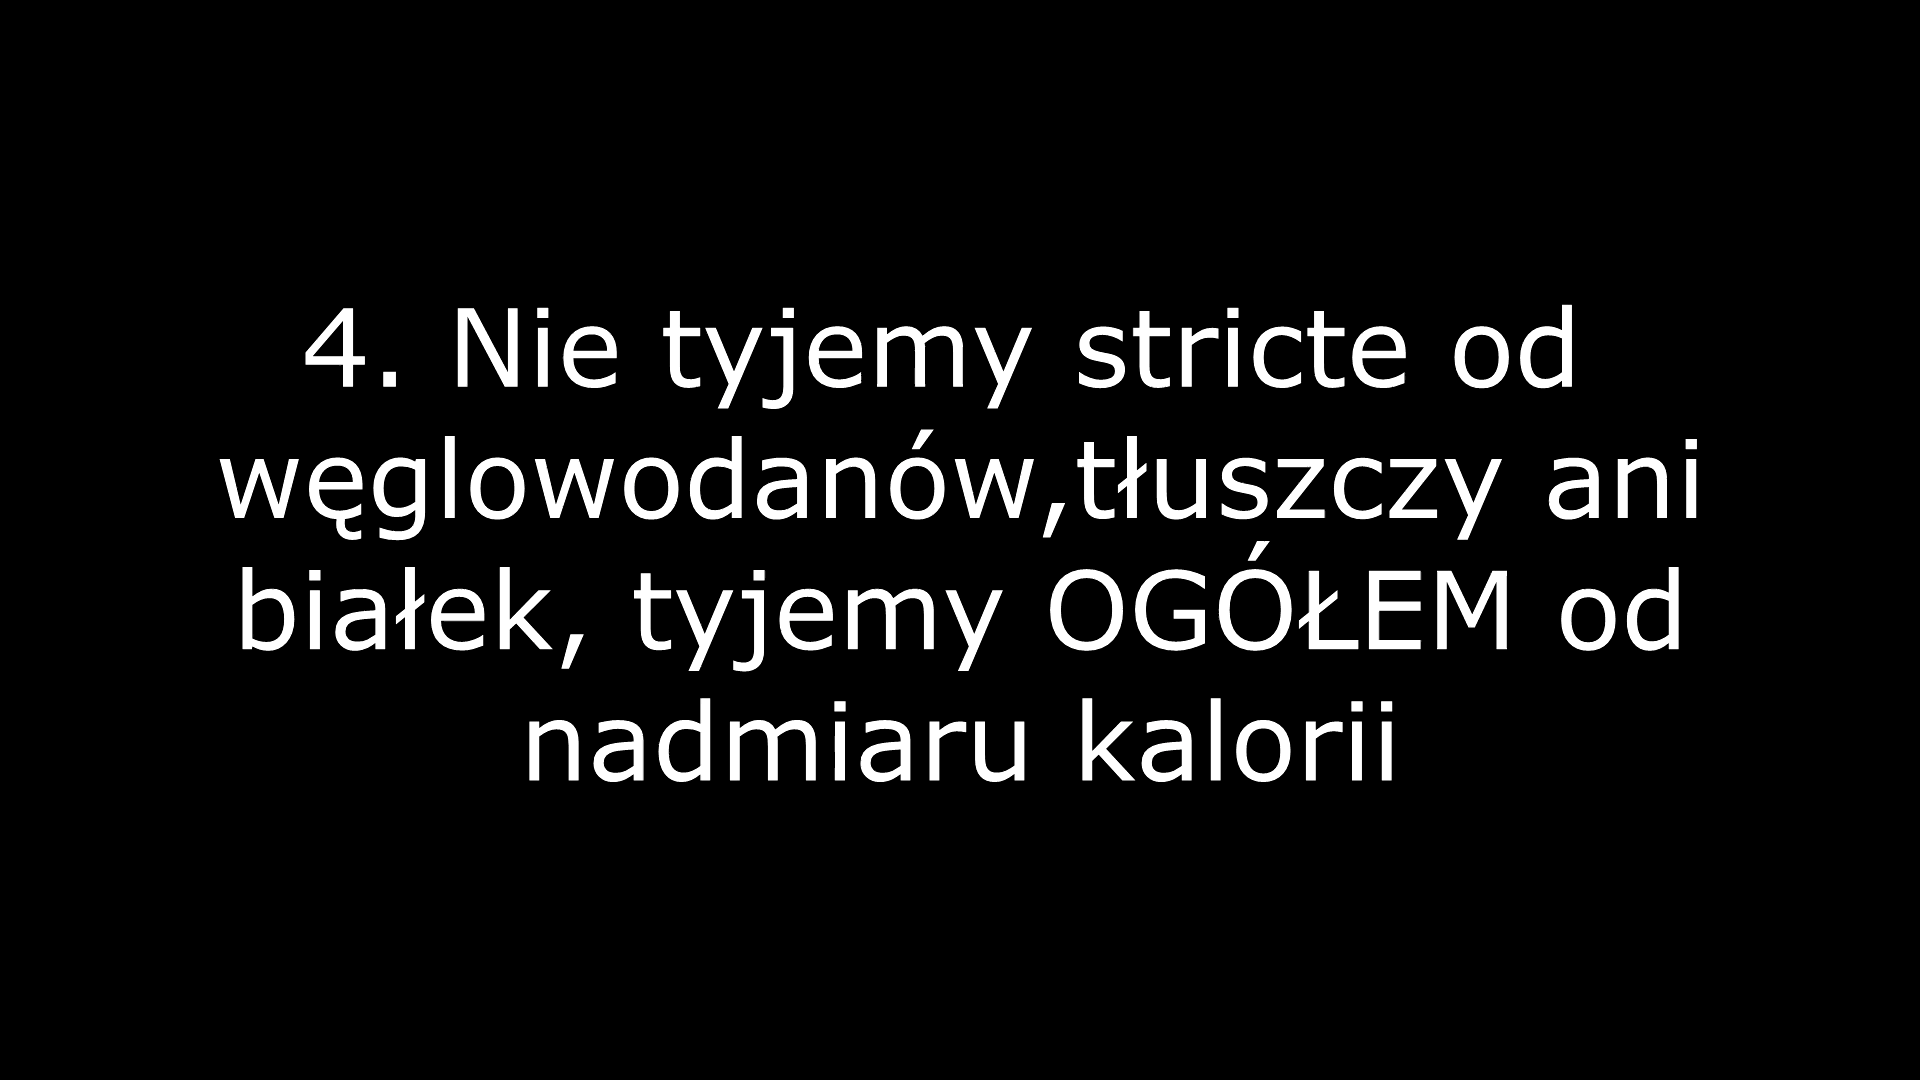 4. Nie tyjemy stricte od
węglowodanów,tłuszczy ani
białek, tyjemy OGÓŁEM od
nadmiaru kalorii